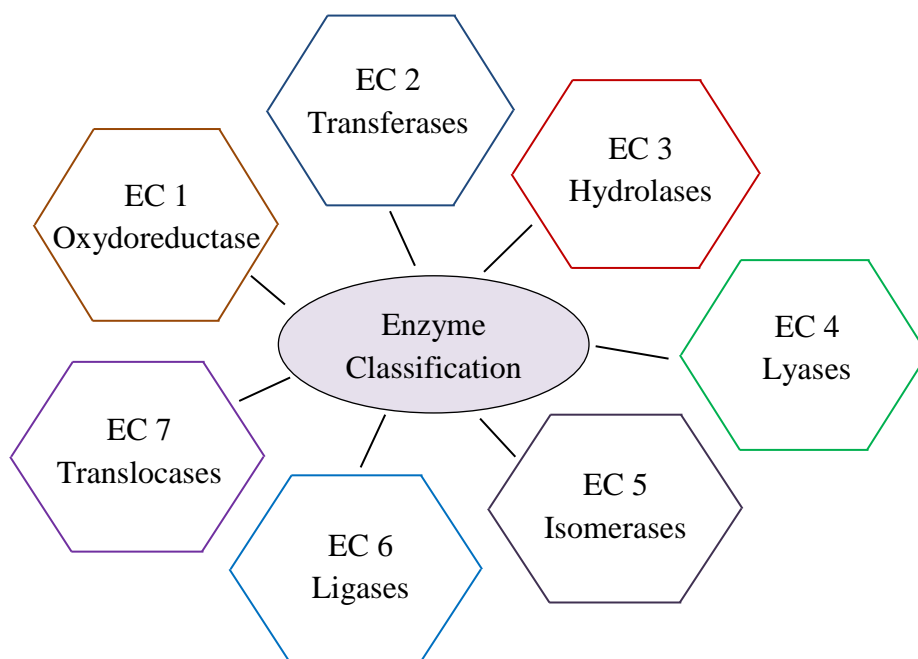 EC 1
Oxydoreductase
EC 2
Transferases
EC 3
Hydrolases
EC 4
Lyases
EC 5
Isomerases
EC 6
Ligases
EC 7
Translocases
Enzyme
Classification